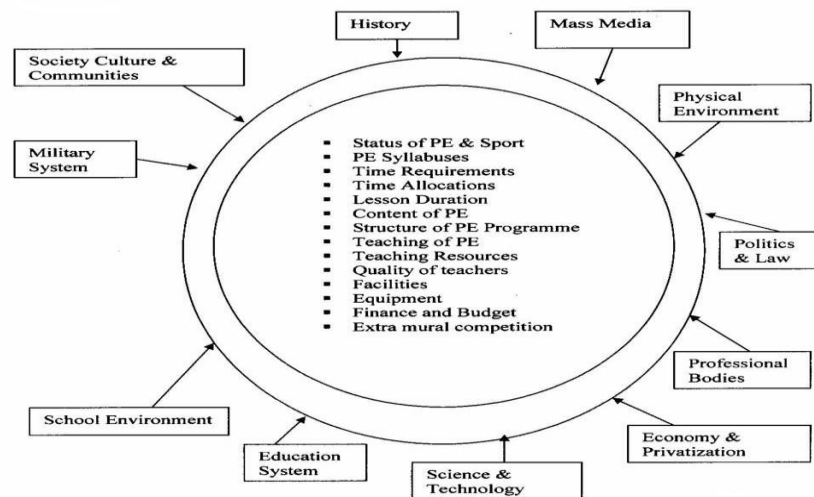 History
Mass Media
Society Culture &
Communities
Physical
Environment
Military
System
▪ Status of PE & Sport
▪ PE Syllabuses
▪ Time Requirements
▪ Time Allocations
▪ Lesson Duration
▪ Content of PE
▪ Structure of PE Programme
▪ Teaching of PE
▪ Teaching Resources
▪ Quality of teachers
▪ Facilities
▪ Equipment
▪ Finance and Budget
▪ Extra mural competition
Politics
& Law
Professional
Bodies
School Environment
Education
System
Economy &
Privatization
Science &
Technology